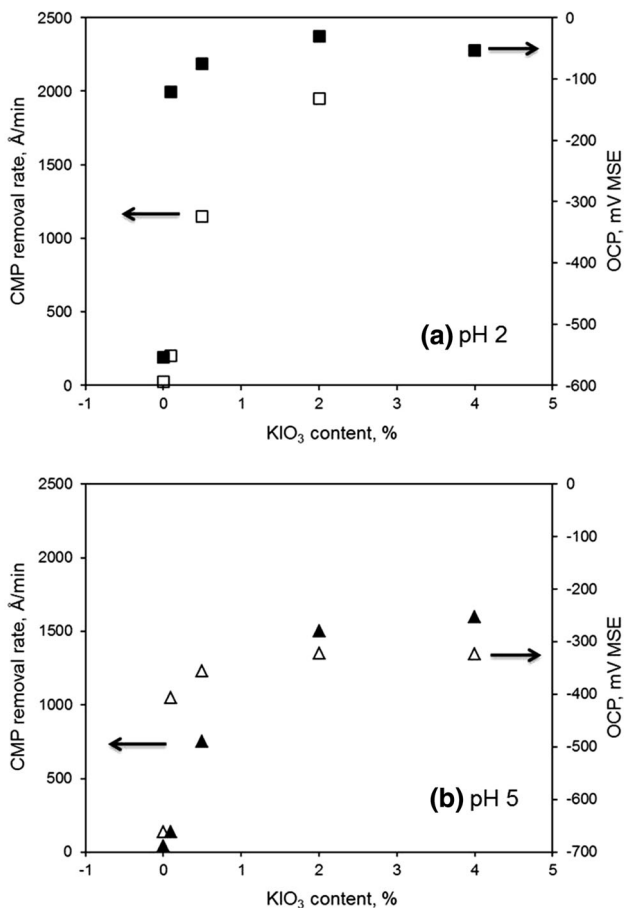 2500
2000
1500
1000
500
0
CMP removal rate, Å/min
0
-100
-200
-300
-400
-500
-600
OCP, mV MSE
(a) pH 2
-1 0 1 2 3 4 5
KIO₃ content, %
2500
2000
1500
1000
500
0
CMP removal rate, Å/min
0
-100
-200
-300
-400
-500
-600
-700
OCP, mV MSE
(b) pH 5
-1 0 1 2 3 4 5
KIO₃ content, %